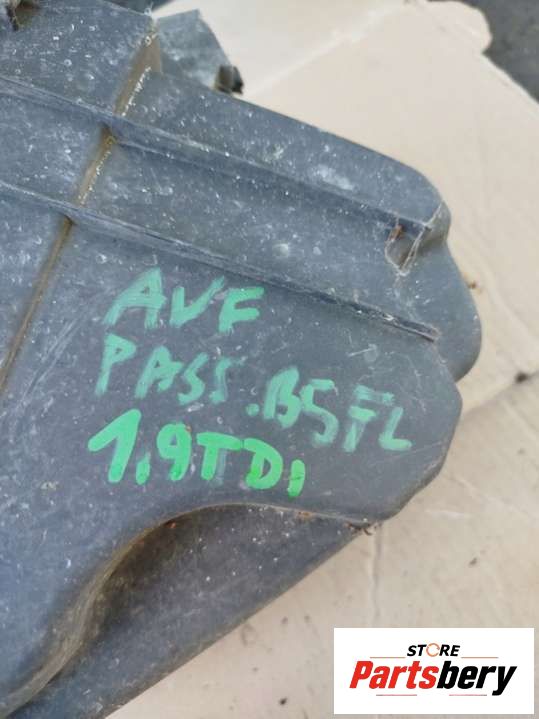 AVF
PASS.B5FL
1,9TDI
STORE
Partsbery